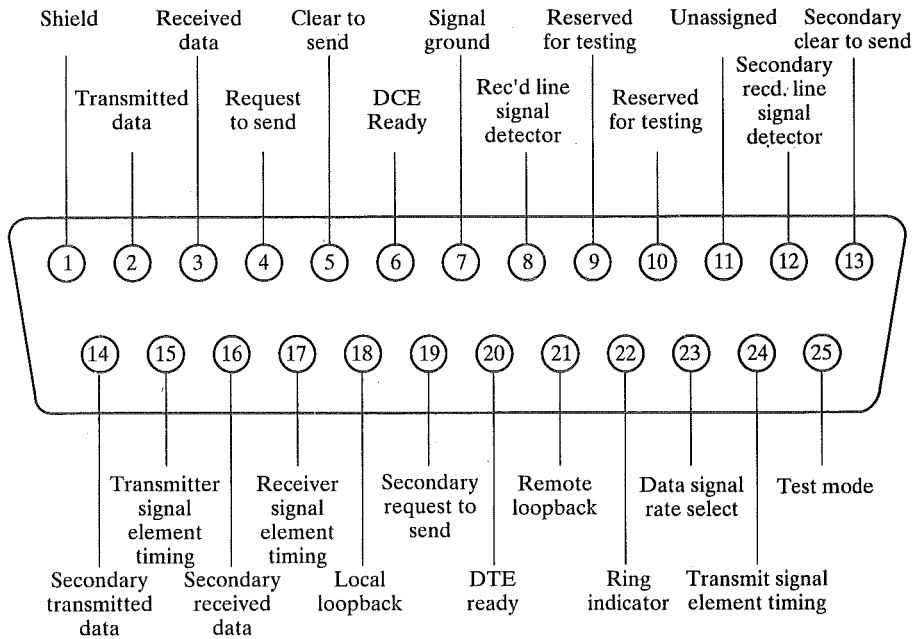 Shield
Received
data
Clear to
send
Signal
ground
Reserved
for testing
Unassigned
Secondary
clear to send
Transmitted
data
Request
to send
DCE
Ready
Rec'd line
signal
detector
Reserved
for testing
Secondary
recd. line
signal
detector
1 2 3 4 5 6 7 8 9 10 11 12 13
14 15 16 17 18 19 20 21 22 23 24 25
Transmitter
signal
element
timing
Receiver
signal
element
timing
Secondary
request to
send
Remote
loopback
Data signal
rate select
Test mode
Secondary
transmitted
data
Secondary
received
data
Local
loopback
DTE
ready
Ring
indicator
Transmit signal
element timing